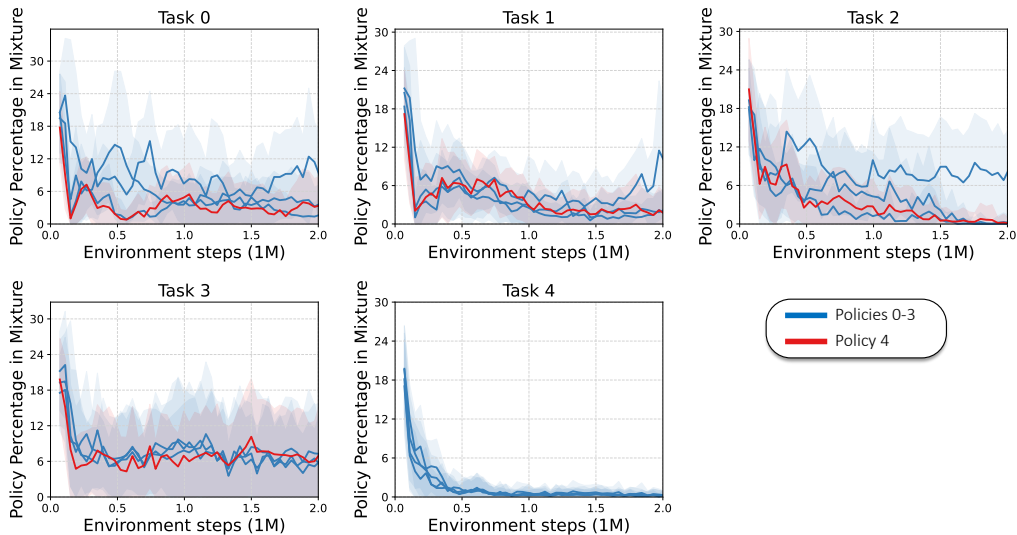 Task 0
Policy Percentage in Mixture
30
24
18
12
6
0
0.0 0.5 1.0 1.5 2.0
Environment steps (1M)
Task 1
Policy Percentage in Mixture
30
24
18
12
6
0
0.0 0.5 1.0 1.5 2.0
Environment steps (1M)
Task 2
Policy Percentage in Mixture
30
24
18
12
6
0
0.0 0.5 1.0 1.5 2.0
Environment steps (1M)
Task 3
Policy Percentage in Mixture
30
24
18
12
6
0
0.0 0.5 1.0 1.5 2.0
Environment steps (1M)
Task 4
Policy Percentage in Mixture
30
24
18
12
6
0
0.0 0.5 1.0 1.5 2.0
Environment steps (1M)
Policies 0-3
Policy 4